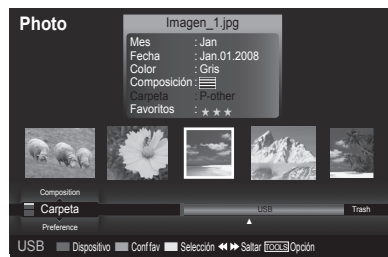 Photo
Imagen_1.jpg
Mes : Jan
Fecha : Jan.01.2008
Color : Gris
Composición :
Carpeta : P-other
Favoritos : ★ ★ ★
Composition
Carpeta
Preference
USB
Trash
USB Dispositivo Conf fav Selección Saltar TOOLS Opción